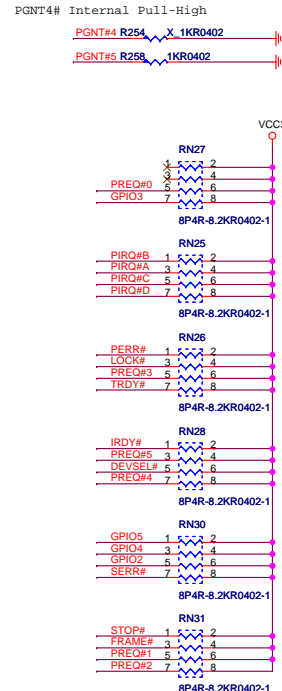 PGNT4# Internal Pull-High
PGNT#4 R254 X_1KR0402
PGNT#5 R258 1KR0402
VCC3
RN27
1 2
3 4
PREQ#0 5 6
GPIO3 7 8
8P4R-8.2KR0402-1
RN25
PIRQ#B 1 2
PIRQ#A 3 4
PIRQ#C 5 6
PIRQ#D 7 8
8P4R-8.2KR0402-1
RN26
PERR# 1 2
LOCK# 3 4
PREQ#3 5 6
TRDY# 7 8
8P4R-8.2KR0402-1
RN28
IRDY# 1 2
PREQ#5 3 4
DEVSEL# 5 6
PREQ#4 7 8
8P4R-8.2KR0402-1
RN30
GPIO5 1 2
GPIO4 3 4
GPIO2 5 6
SERR# 7 8
8P4R-8.2KR0402-1
RN31
STOP# 1 2
FRAME# 3 4
PREQ#1 5 6
PREQ#2 7 8
8P4R-8.2KR0402-1